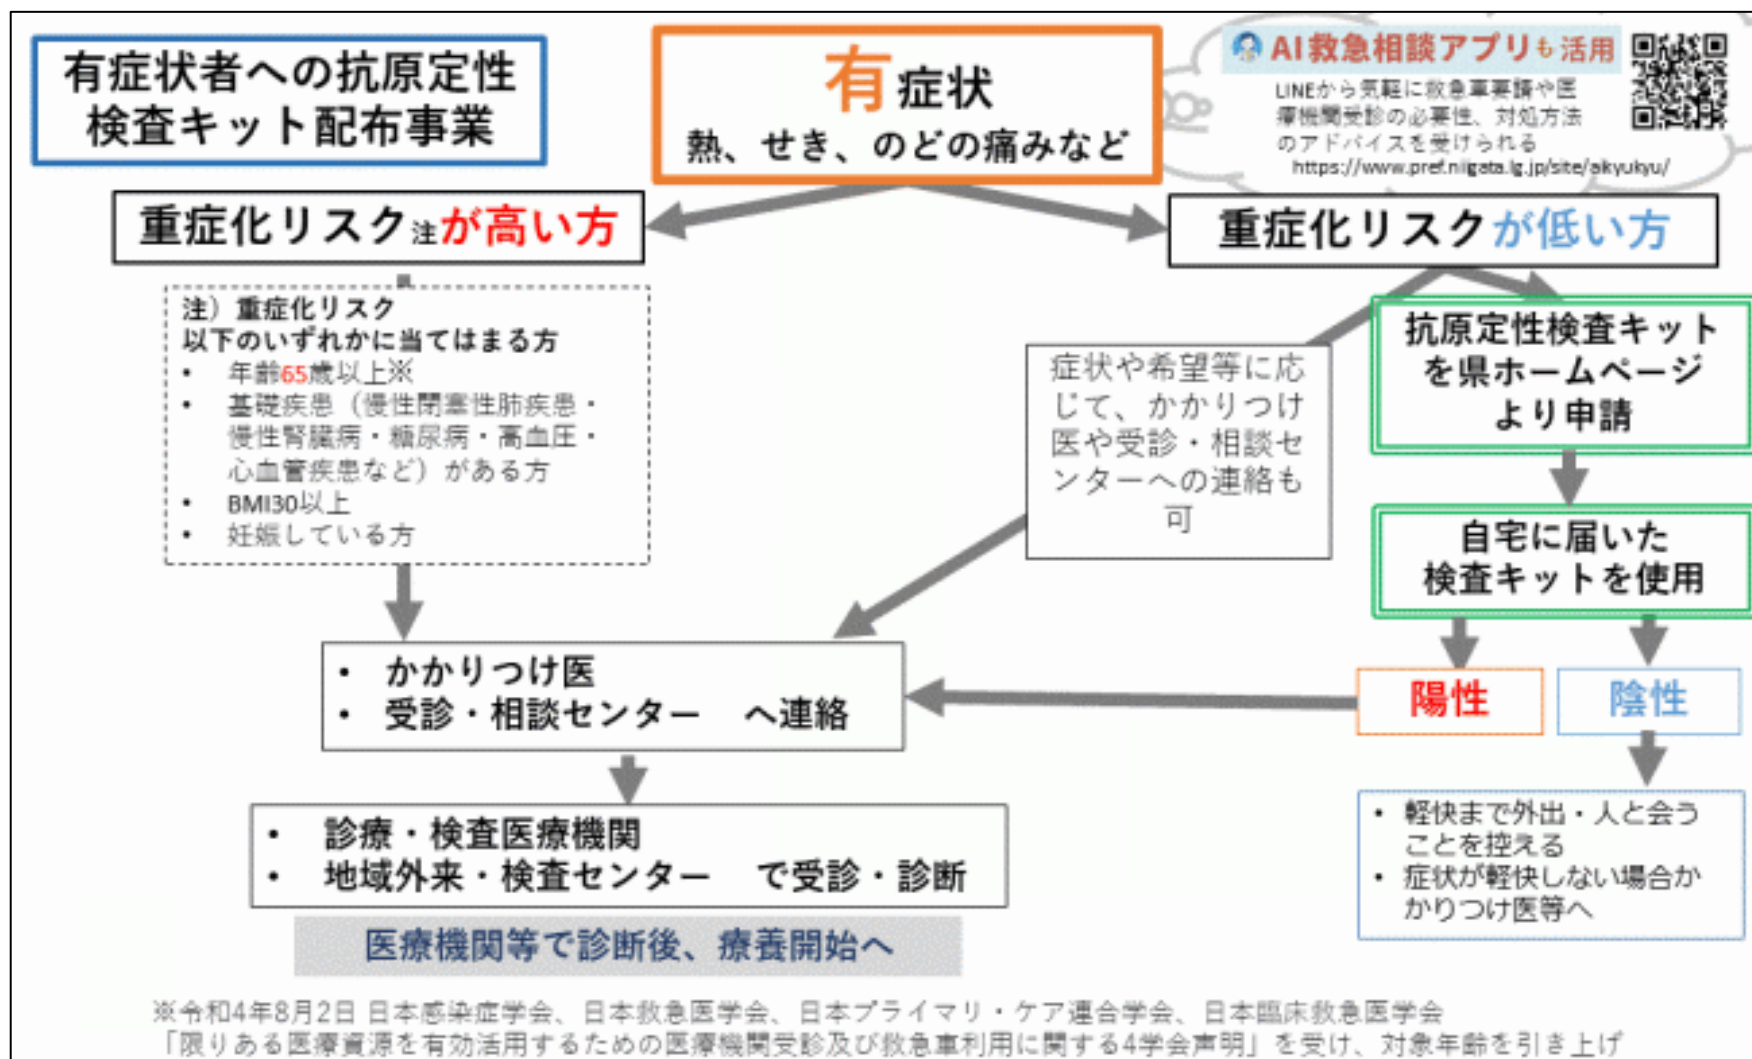 有症状者への抗原定性
検査キット配布事業
有症状
熱、せき、のどの痛みなど
AI救急相談アプリも活用
LINEから気軽に救急車要請や医
療機関受診の必要性、対処方法
のアドバイスを受けられる
https://www.pref.niigata.lg.jp/site/aikyukyu/
重症化リスク注が高い方
重症化リスクが低い方
注）重症化リスク
以下のいずれかに当てはまる方
• 年齢65歳以上※
• 基礎疾患（慢性閉塞性肺疾患・
慢性腎臓病・糖尿病・高血圧・
心血管疾患など）がある方
• BMI30以上
• 妊娠している方
症状や希望等に応
じて、かかりつけ
医や受診・相談セ
ンターへの連絡も
可
抗原定性検査キット
を県ホームページ
より申請
自宅に届いた
検査キットを使用
陽性
陰性
• かかりつけ医
• 受診・相談センター　へ連絡
• 診療・検査医療機関
• 地域外来・検査センター　で受診・診断
医療機関等で診断後、療養開始へ
• 軽快まで外出・人と会う
ことを控える
• 症状が軽快しない場合か
かりつけ医等へ
※令和4年8月2日 日本感染症学会、日本救急医学会、日本プライマリ・ケア連合学会、日本臨床救急医学会
「限りある医療資源を有効活用するための医療機関受診及び救急車利用に関する4学会声明」を受け、対象年齢を引き上げ